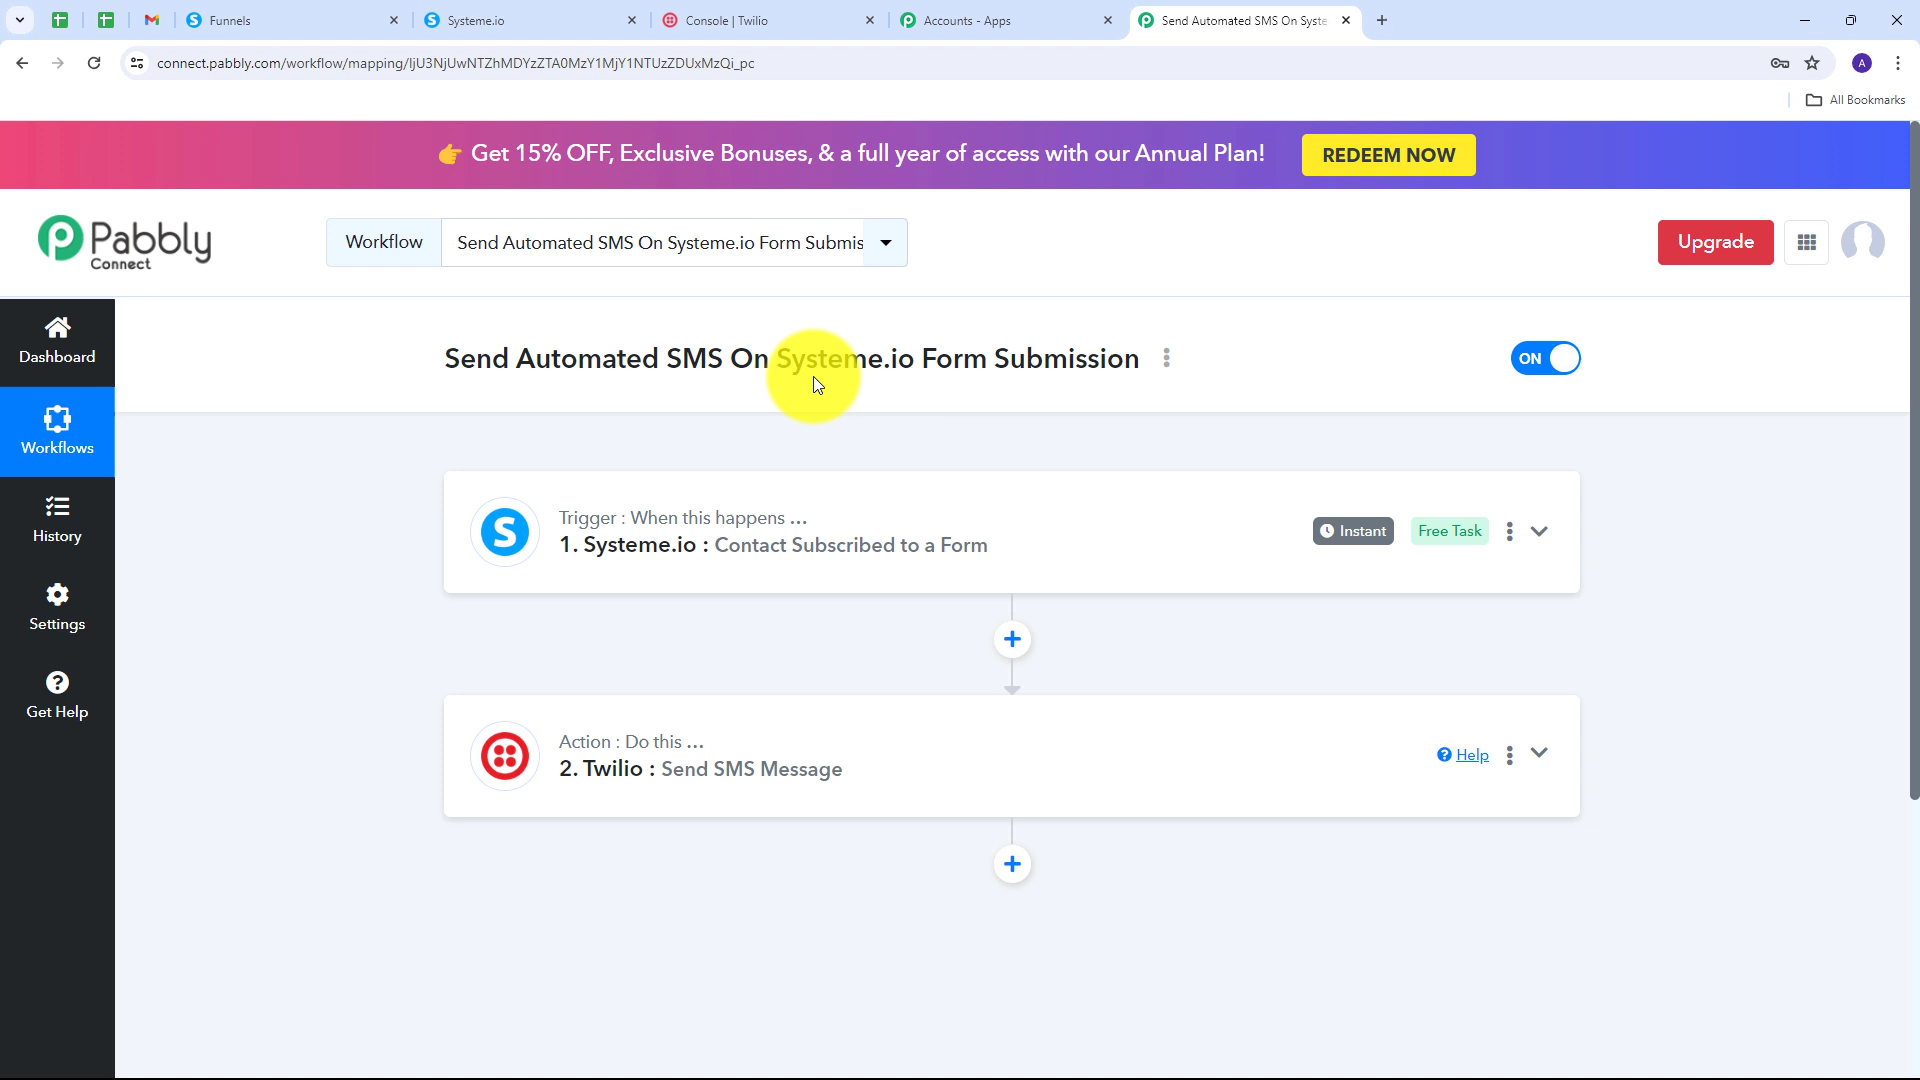 Funnels
Systeme.io
Console | Twilio
Accounts - Apps
Send Automated SMS On Syste
connect.pabbly.com/workflow/mapping/IjU3NjUwNTZhMDYzZTA0MzY1MjY1NTUzZDUxMzQi_pc
A
All Bookmarks
Get 15% OFF, Exclusive Bonuses, & a full year of access with our Annual Plan!
REDEEM NOW
Pabbly
Connect
Workflow
Send Automated SMS On Systeme.io Form Submis
Upgrade
Dashboard
Workflows
History
Settings
Get Help
Send Automated SMS On Systeme.io Form Submission
ON
Trigger : When this happens ...
1. Systeme.io : Contact Subscribed to a Form
Instant
Free Task
Action : Do this ...
2. Twilio : Send SMS Message
Help